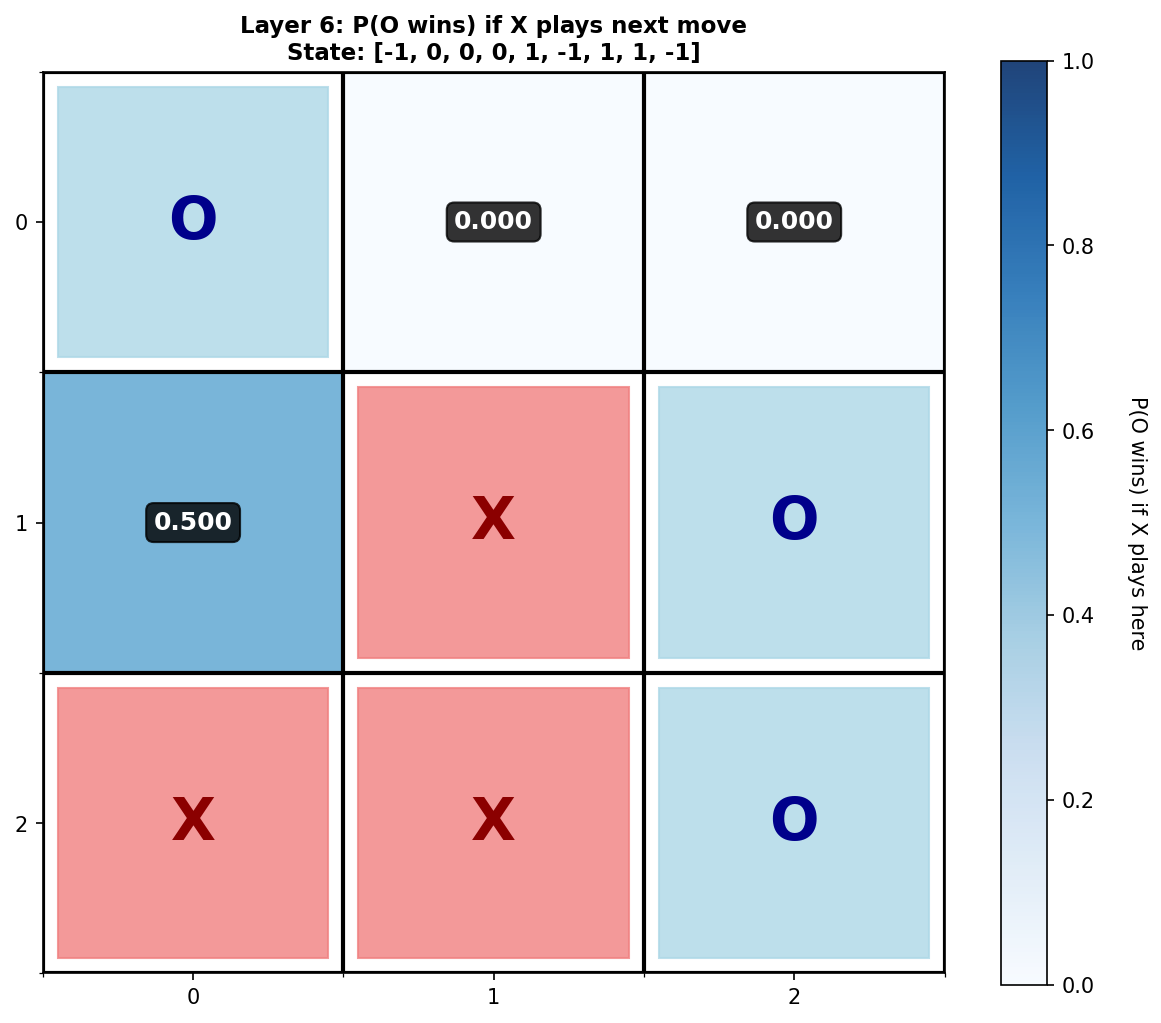 Layer 6: P(O wins) if X plays next move
State: [-1, 0, 0, 0, 1, -1, 1, 1, -1]
0
O
0.000
0.000
1
0.500
X
O
2
X
X
O
0
1
2
1.0
0.8
0.6
0.4
0.2
0.0
P(O wins) if X plays here